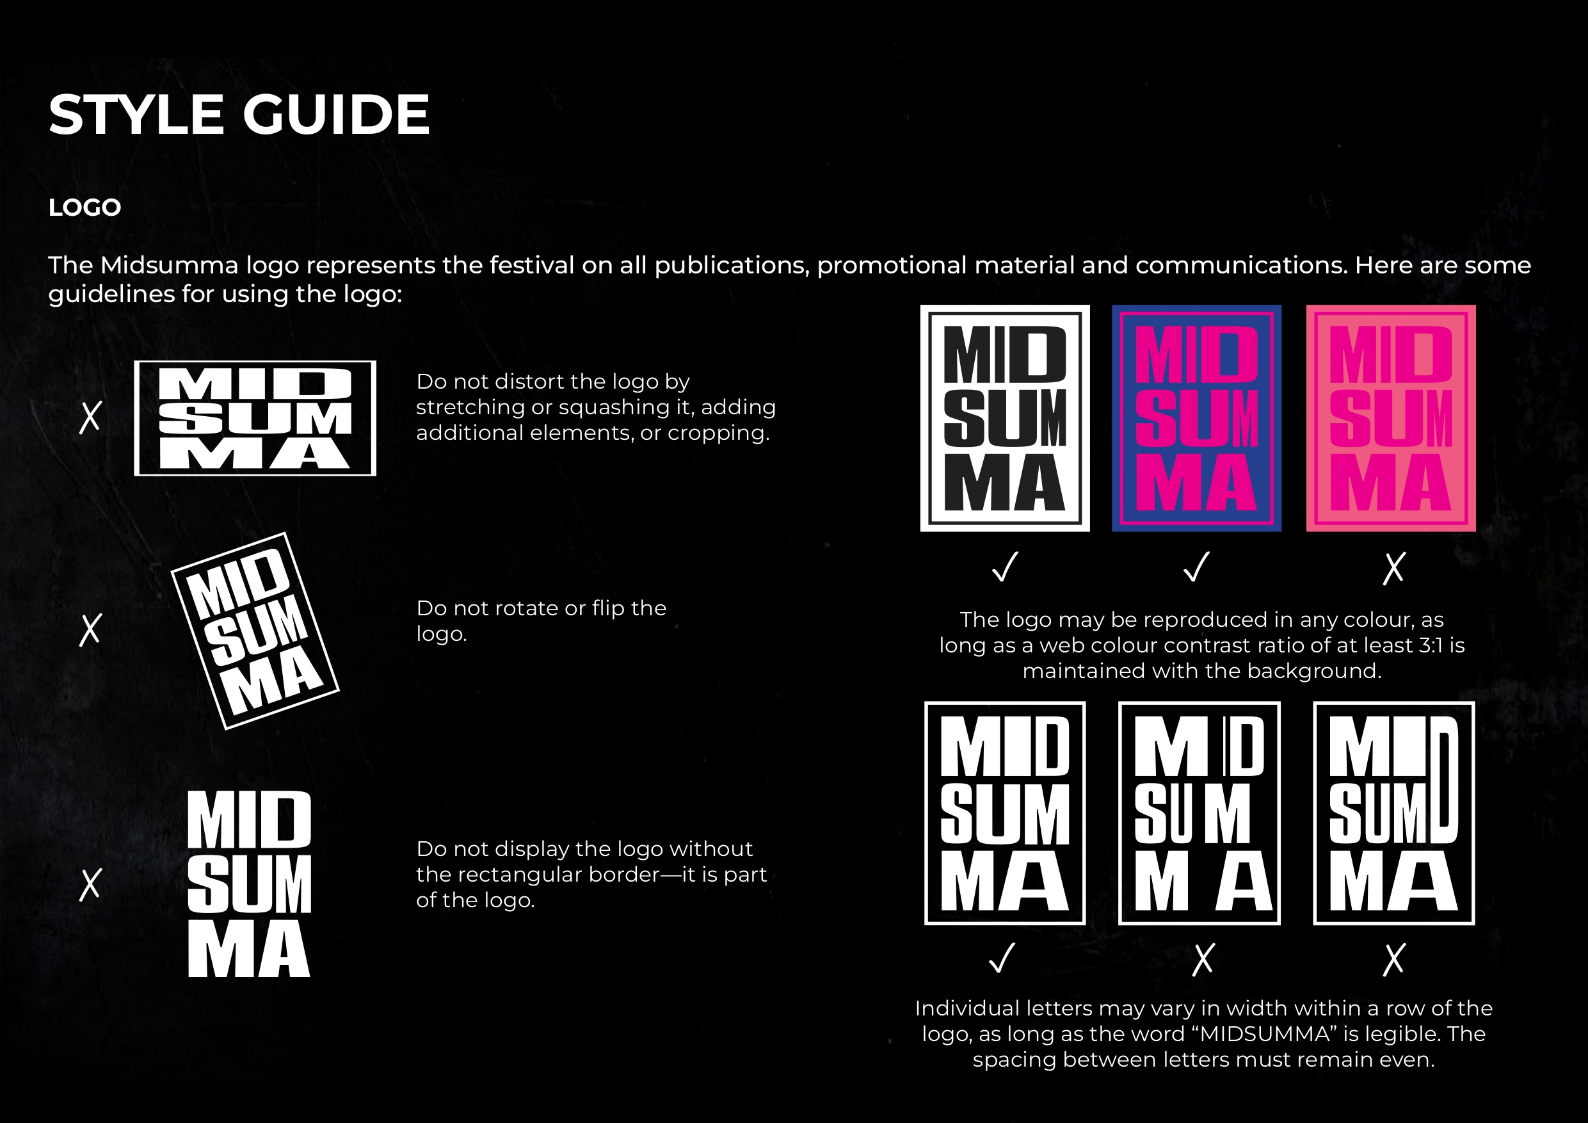 STYLE GUIDE
LOGO
The Midsumma logo represents the festival on all publications, promotional material and communications. Here are some
guidelines for using the logo:
MID
SUM
MA
Do not distort the logo by
stretching or squashing it, adding
additional elements, or cropping.
MID
SUM
MA
Do not rotate or flip the
logo.
MID
SUM
MA
Do not display the logo without
the rectangular border—it is part
of the logo.
MID
SUM
MA
MID
SUM
MA
MID
SUM
MA
The logo may be reproduced in any colour, as
long as a web colour contrast ratio of at least 3:1 is
maintained with the background.
MID
SUM
MA
MID
SUM
MA
MID
SUM
MA
Individual letters may vary in width within a row of the
logo, as long as the word “MIDSUMMA” is legible. The
spacing between letters must remain even.